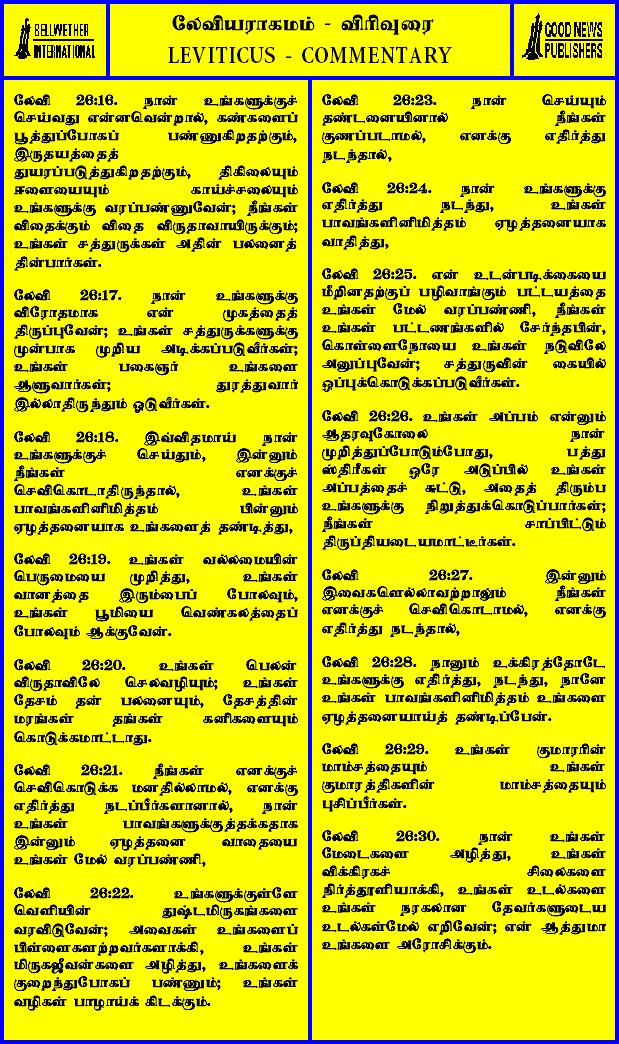 BELLWETHER
INTERNATIONAL
லேவியராகமம் - விரிவுரை
LEVITICUS - COMMENTARY
GOOD NEWS
PUBLISHERS
லேவி 26:16. நான் உங்களுக்குச்
செய்வது என்னவென்றால், கண்களைப்
பூத்துப்போகப் பண்ணுகிறதற்கும்,
இருதயத்தைத்
துயரப்படுத்துகிறதற்கும், திகிலையும்
ஈளையையும் காய்ச்சலையும்
உங்களுக்கு வரப்பண்ணுவேன்; நீங்கள்
விதைக்கும் விதை விருதாவாயிருக்கும்;
உங்கள் சத்துருக்கள் அதின் பலனைத்
தின்பார்கள்.
லேவி 26:17. நான் உங்களுக்கு
விரோதமாக என் முகத்தைத்
திருப்புவேன்; உங்கள் சத்துருக்களுக்கு
முன்பாக முறிய அடிக்கப்படுவீர்கள்;
உங்கள் பகைஞர் உங்களை
ஆளுவார்கள்; துரத்துவார்
இல்லாதிருந்தும் ஓடுவீர்கள்.
லேவி 26:18. இவ்விதமாய் நான்
உங்களுக்குச் செய்தும், இன்னும்
நீங்கள் எனக்குச்
செவிகொடாதிருந்தால், உங்கள்
பாவங்களினிமித்தம் பின்னும்
ஏழத்தனையாக உங்களைத் தண்டித்து,
லேவி 26:19. உங்கள் வல்லமையின்
பெருமையை முறித்து, உங்கள்
வானத்தை இரும்பைப் போலவும்,
உங்கள் பூமியை வெண்கலத்தைப்
போலவும் ஆக்குவேன்.
லேவி 26:20. உங்கள் பெலன்
விருதாவிலே செலவழியும்; உங்கள்
தேசம் தன் பலனையும், தேசத்தின்
மரங்கள் தங்கள் கனிகளையும்
கொடுக்கமாட்டாது.
லேவி 26:21. நீங்கள் எனக்குச்
செவிகொடுக்க மனதில்லாமல், எனக்கு
எதிர்த்து நடப்பீர்களானால், நான்
உங்கள் பாவங்களுக்குத்தக்கதாக
இன்னும் ஏழத்தனை வாதையை
உங்கள் மேல் வரப்பண்ணி,
லேவி 26:22. உங்களுக்குள்ளே
வெளியின் துஷ்டமிருகங்களை
வரவிடுவேன்; அவைகள் உங்களைப்
பிள்ளைகளற்றவர்களாக்கி, உங்கள்
மிருகஜீவன்களை அழித்து, உங்களைக்
குறைந்துபோகப் பண்ணும்; உங்கள்
வழிகள் பாழாய்க் கிடக்கும்.
லேவி 26:23. நான் செய்யும்
தண்டனையினால் நீங்கள்
குணப்படாமல், எனக்கு எதிர்த்து
நடந்தால்,
லேவி 26:24. நான் உங்களுக்கு
எதிர்த்து நடந்து, உங்கள்
பாவங்களினிமித்தம் ஏழத்தனையாக
வாதித்து,
லேவி 26:25. என் உடன்படிக்கையை
மீறினதற்குப் பழிவாங்கும் பட்டயத்தை
உங்கள் மேல் வரப்பண்ணி, நீங்கள்
உங்கள் பட்டணங்களில் சேர்ந்தபின்,
கொள்ளைநோயை உங்கள் நடுவிலே
அனுப்புவேன்; சத்துருவின் கையில்
ஒப்புக்கொடுக்கப்படுவீர்கள்.
லேவி 26:26. உங்கள் அப்பம் என்னும்
ஆதரவுகோலை நான்
முறித்துப்போடும்போது, பத்து
ஸ்திரீகள் ஒரே அடுப்பில் உங்கள்
அப்பத்தைச் சுட்டு, அதைத் திரும்ப
உங்களுக்கு நிறுத்துக்கொடுப்பார்கள்;
நீங்கள் சாப்பிட்டும்
திருப்தியடையமாட்டீர்கள்.
லேவி 26:27. இன்னும்
இவைகளெல்லாவற்றாலும் நீங்கள்
எனக்குச் செவிகொடாமல், எனக்கு
எதிர்த்து நடந்தால்,
லேவி 26:28. நானும் உக்கிரத்தோடே
உங்களுக்கு எதிர்த்து, நடந்து, நானே
உங்கள் பாவங்களினிமித்தம் உங்களை
ஏழத்தனையாய்த் தண்டிப்பேன்.
லேவி 26:29. உங்கள் குமாரரின்
மாம்சத்தையும் உங்கள்
குமாரத்திகளின் மாம்சத்தையும்
புசிப்பீர்கள்.
லேவி 26:30. நான் உங்கள்
மேடைகளை அழித்து, உங்கள்
விக்கிரகச் சிலைகளை
நிர்த்தூளியாக்கி, உங்கள் உடல்களை
உங்கள் நரகலான தேவர்களுடைய
உடல்கள்மேல் எறிவேன்; என் ஆத்துமா
உங்களை அரோசிக்கும்.